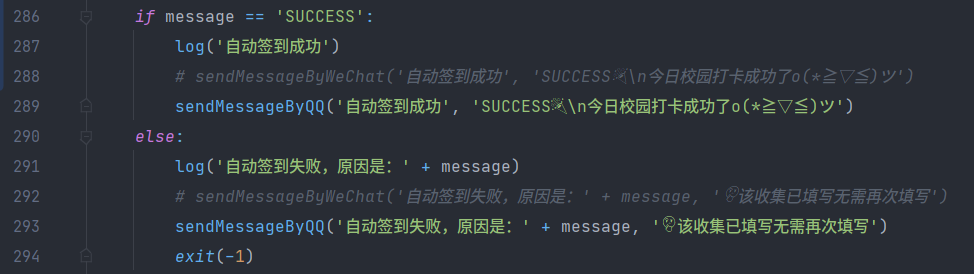 286 if message == 'SUCCESS':
287 log('自动签到成功')
288 # sendMessageByWeChat('自动签到成功', 'SUCCESS🎉\n今日校园打卡成功了o(*≧▽≦)ツ')
289 sendMessageByQQ('自动签到成功', 'SUCCESS🎉\n今日校园打卡成功了o(*≧▽≦)ツ')
290 else:
291 log('自动签到失败，原因是：' + message)
292 # sendMessageByWeChat('自动签到失败，原因是：' + message, '该收集已填写无需再次填写')
293 sendMessageByQQ('自动签到失败，原因是：' + message, '该收集已填写无需再次填写')
294 exit(-1)